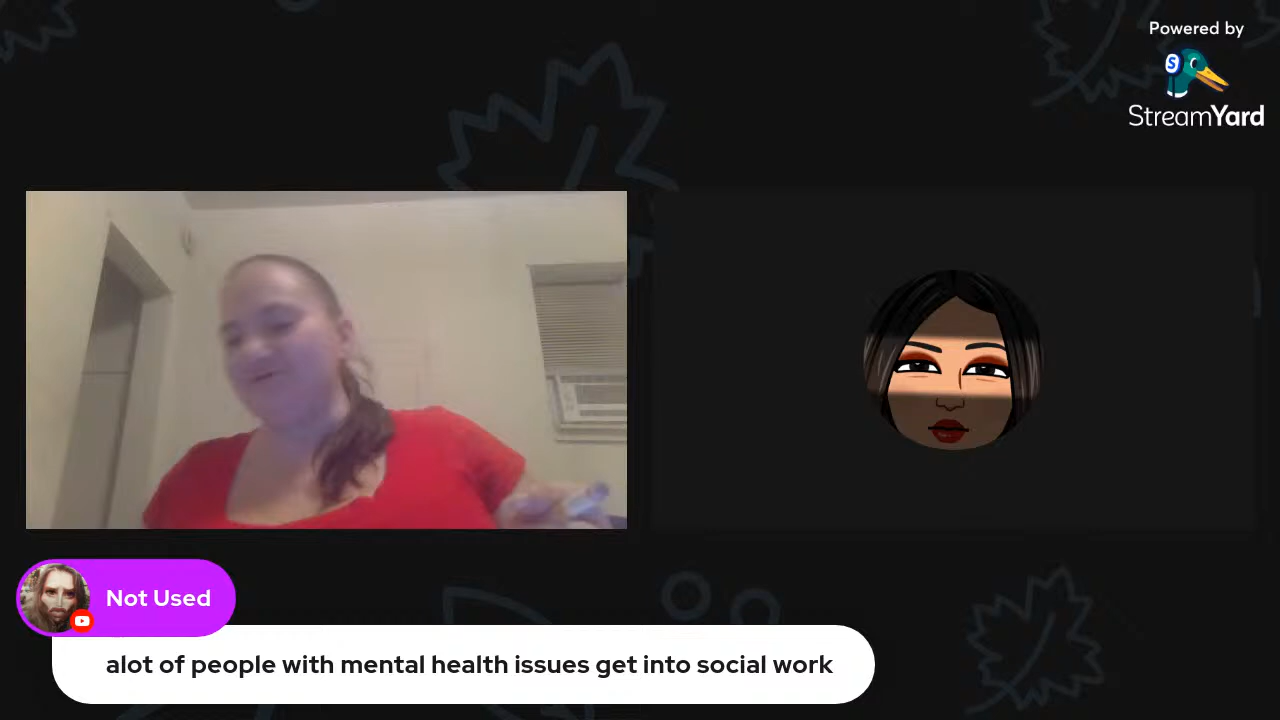 Powered by
S
StreamYard
Not Used
alot of people with mental health issues get into social work